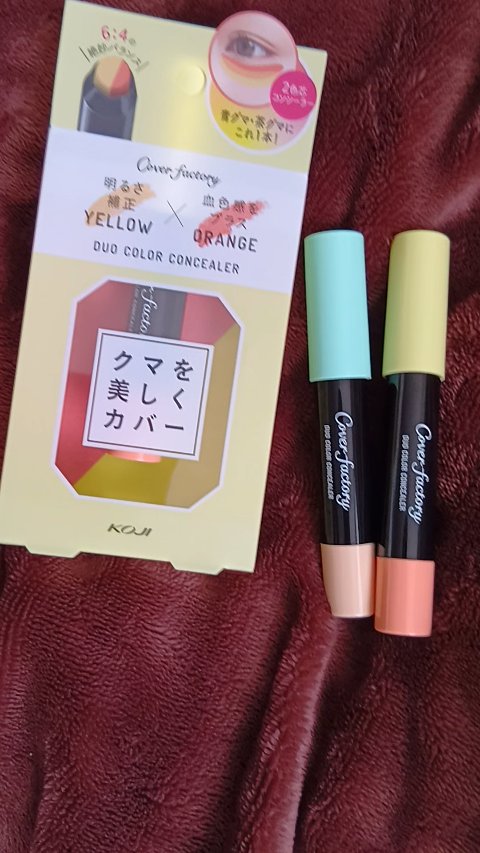 6:4の
絶妙バランス
2色芯
コンシーラー
青グマ・茶グマに
これ1本!
Cover factory
明るさ
補正
YELLOW
×
血色感を
プラス
ORANGE
DUO COLOR CONCEALER
クマを
美しく
カバー
KOJI
Cover factory
DUO COLOR CONCEALER
Cover factory
DUO COLOR CONCEALER